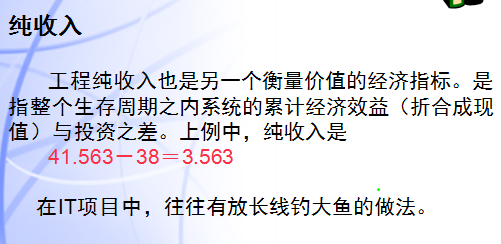 纯收入
工程纯收入也是另一个衡量价值的经济指标。是
指整个生存周期之内系统的累计经济效益（折合成现
值）与投资之差。上例中，纯收入是
41.563－38＝3.563
在IT项目中，往往有放长线钓大鱼的做法。